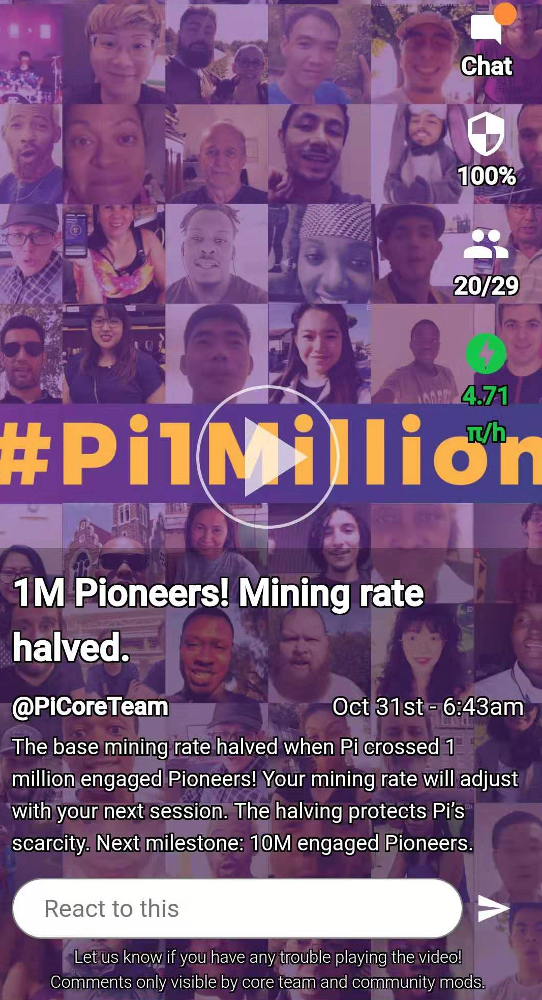 Chat
100%
20/29
4.71
π/h
#Pi1Million
1M Pioneers! Mining rate
halved.
@PiCoreTeam
Oct 31st - 6:43am
The base mining rate halved when Pi crossed 1
million engaged Pioneers! Your mining rate will adjust
with your next session. The halving protects Pi’s
scarcity. Next milestone: 10M engaged Pioneers.
React to this
Let us know if you have any trouble playing the video!
Comments only visible by core team and community mods.